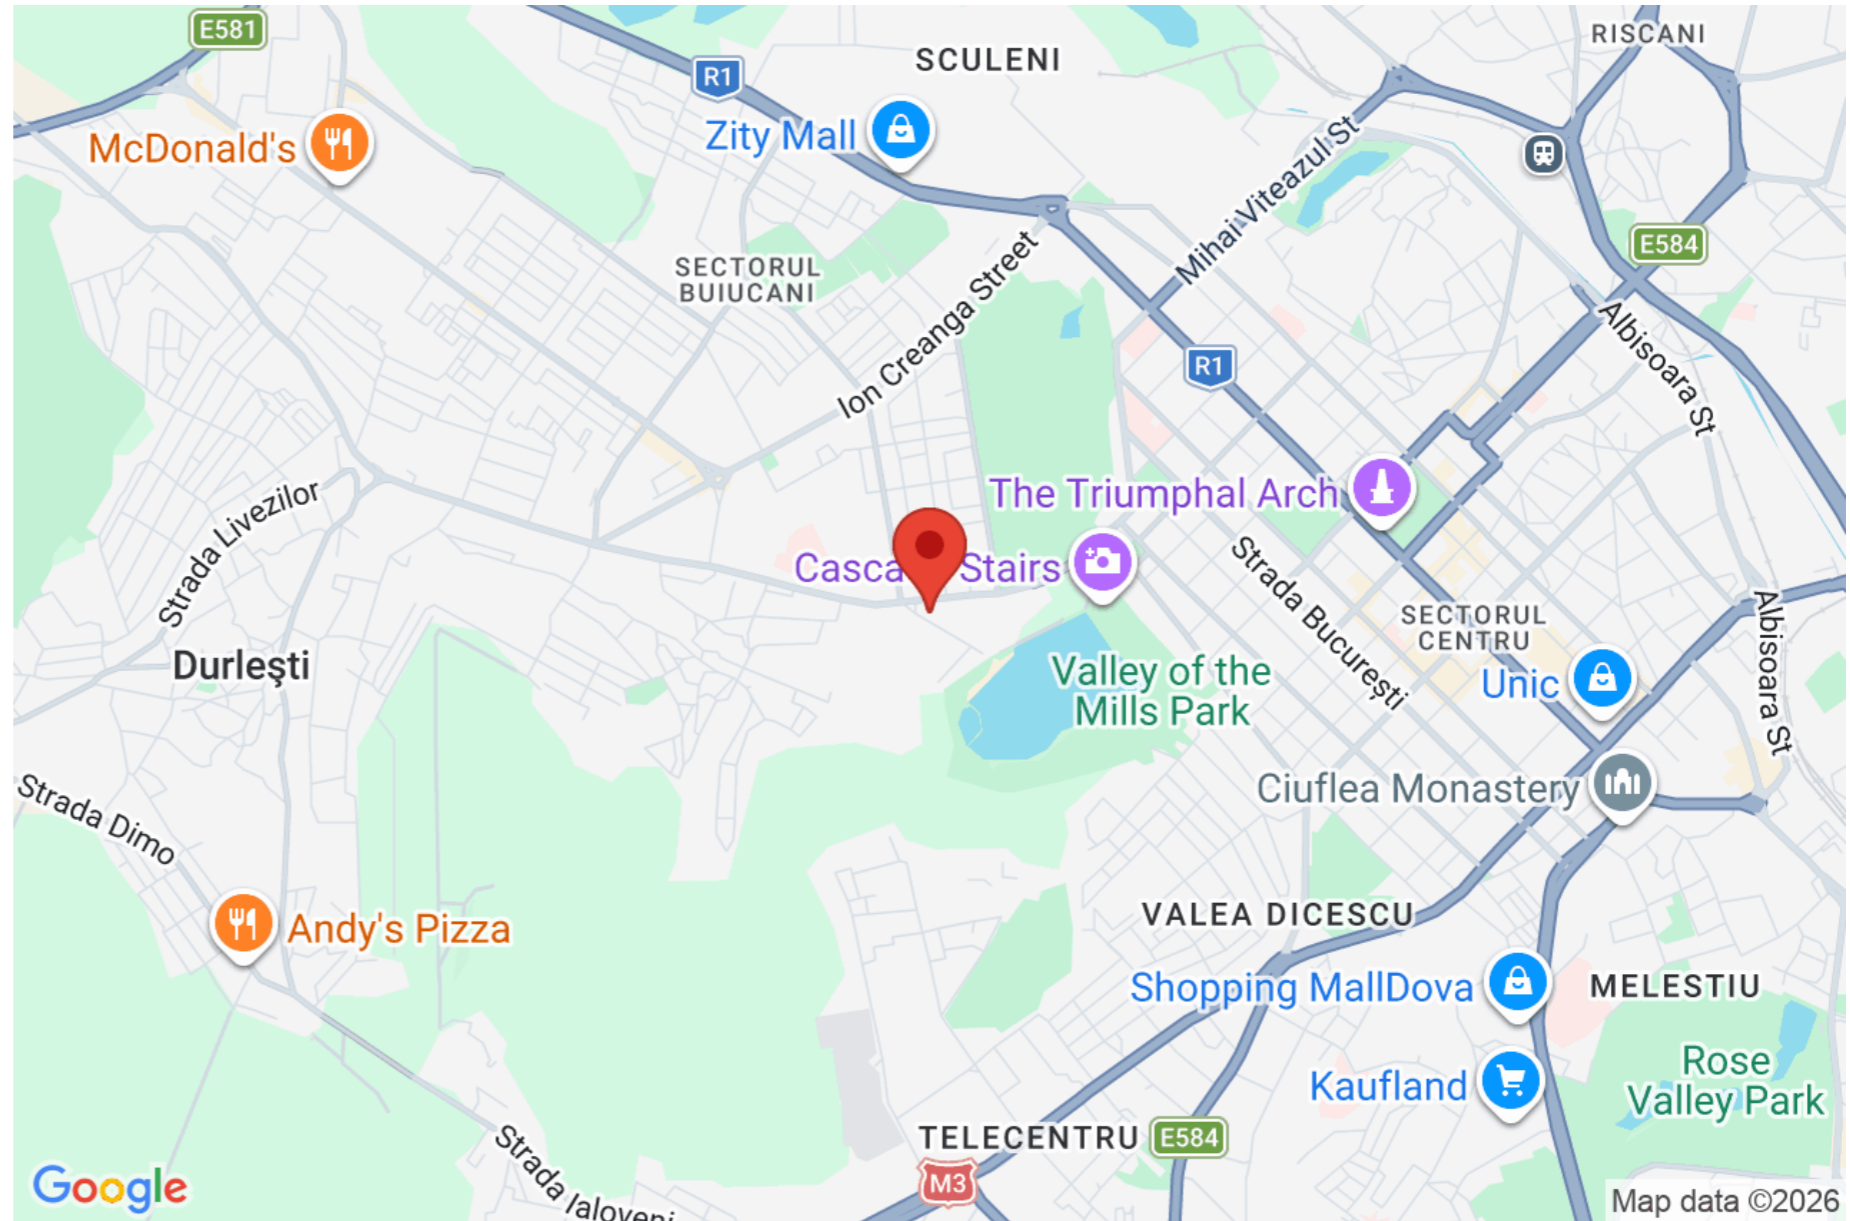 E581
SCULENI
RISCANI
R1
McDonald's
Zity Mall
Mihai Viteazul St
E584
SECTORUL
BUIUCANI
Ion Creanga Street
Albisoara St
R1
The Triumphal Arch
Strada Livezilor
Stairs
Strada București
SECTORUL
CENTRU
Albisoara St
Durleşti
Valley of the
Mills Park
Unic
Strada Dimo
Ciuflea Monastery
Andy's Pizza
VALEA DICESCU
Shopping MallDova
MELESTIU
Rose
Valley Park
Kaufland
TELECENTRU
E584
Strada Ialoveni
M3
Google
Map data ©2026